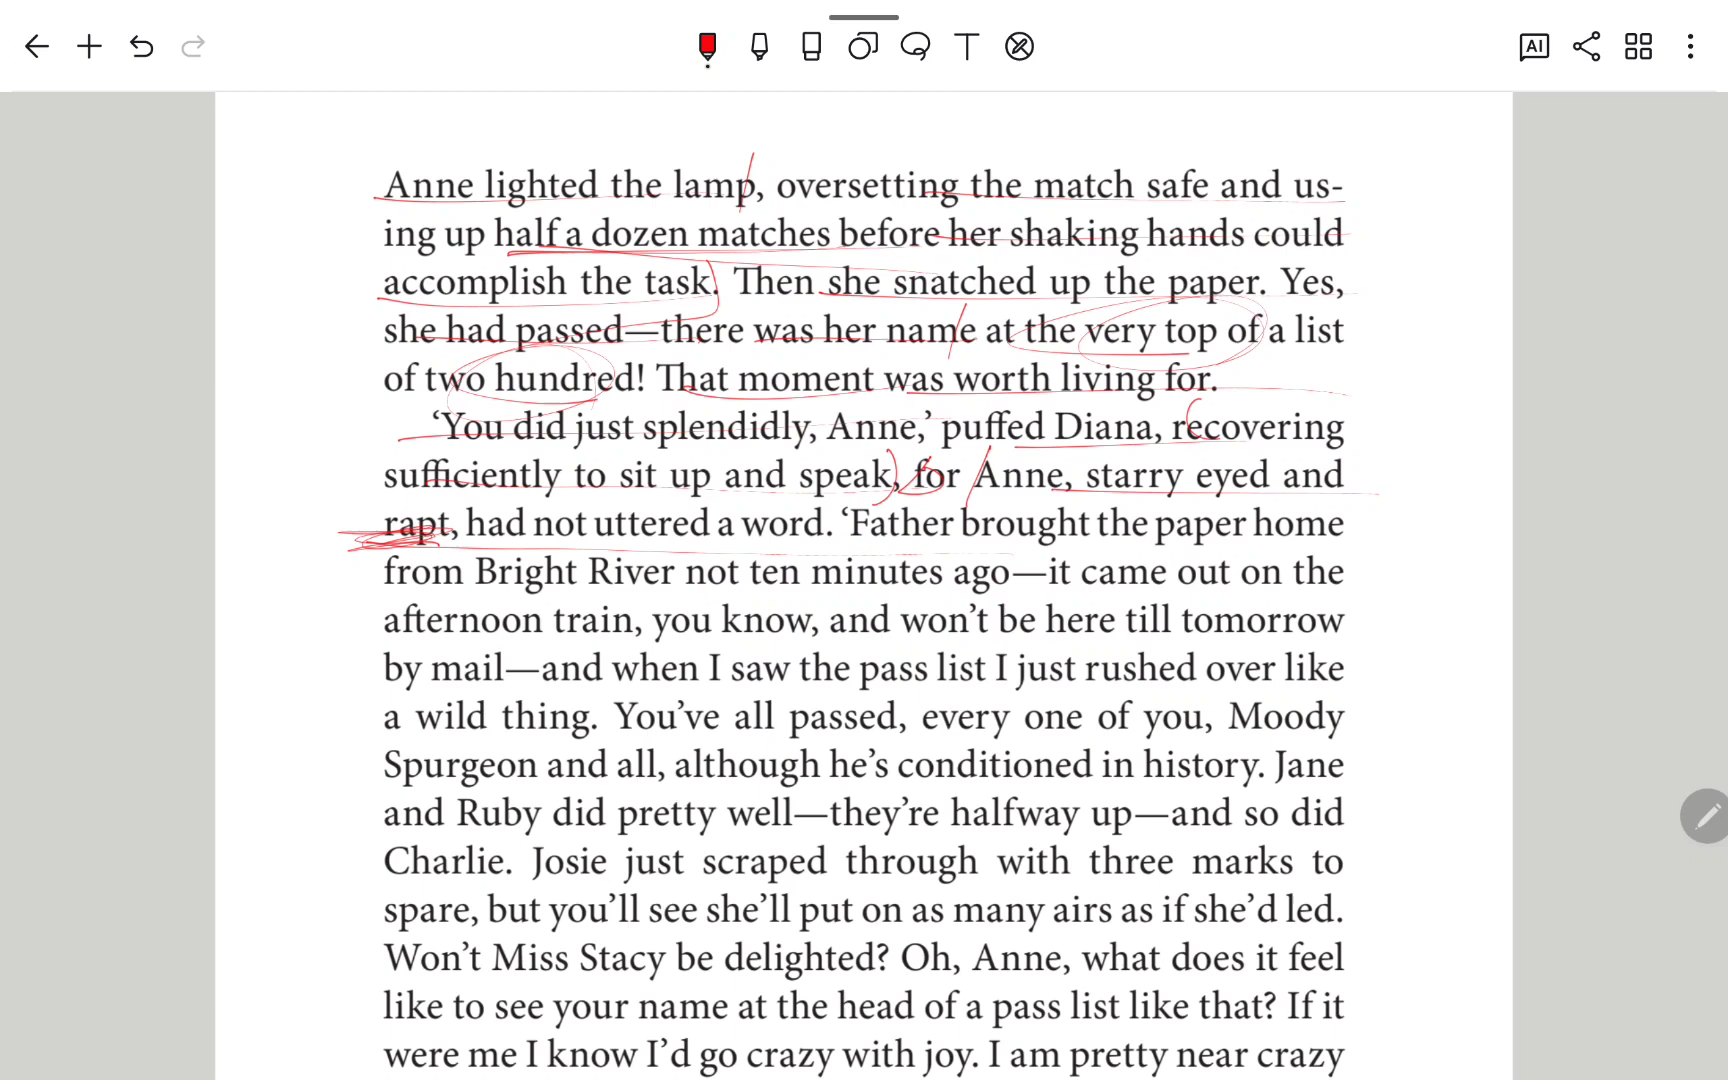 AI
Anne lighted the lamp, oversetting the match safe and us-
ing up half a dozen matches before her shaking hands could
accomplish the task. Then she snatched up the paper. Yes,
she had passed—there was her name at the very top of a list
of two hundred! That moment was worth living for.
‘You did just splendidly, Anne,’ puffed Diana, recovering
sufficiently to sit up and speak, for Anne, starry eyed and
rapt, had not uttered a word. ‘Father brought the paper home
from Bright River not ten minutes ago—it came out on the
afternoon train, you know, and won’t be here till tomorrow
by mail—and when I saw the pass list I just rushed over like
a wild thing. You’ve all passed, every one of you, Moody
Spurgeon and all, although he’s conditioned in history. Jane
and Ruby did pretty well—they’re halfway up—and so did
Charlie. Josie just scraped through with three marks to
spare, but you’ll see she’ll put on as many airs as if she’d led.
Won’t Miss Stacy be delighted? Oh, Anne, what does it feel
like to see your name at the head of a pass list like that? If it
were me I know I’d go crazy with joy. I am pretty near crazy